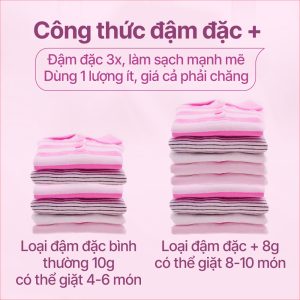 Công thức đậm đặc +
Đậm đặc 3x, làm sạch mạnh mẽ
Dùng 1 lượng ít, giá cả phải chăng
Loại đậm đặc bình
thường 10g
có thể giặt 4-6 món
Loại đậm đặc + 8g
có thể giặt 8-10 món